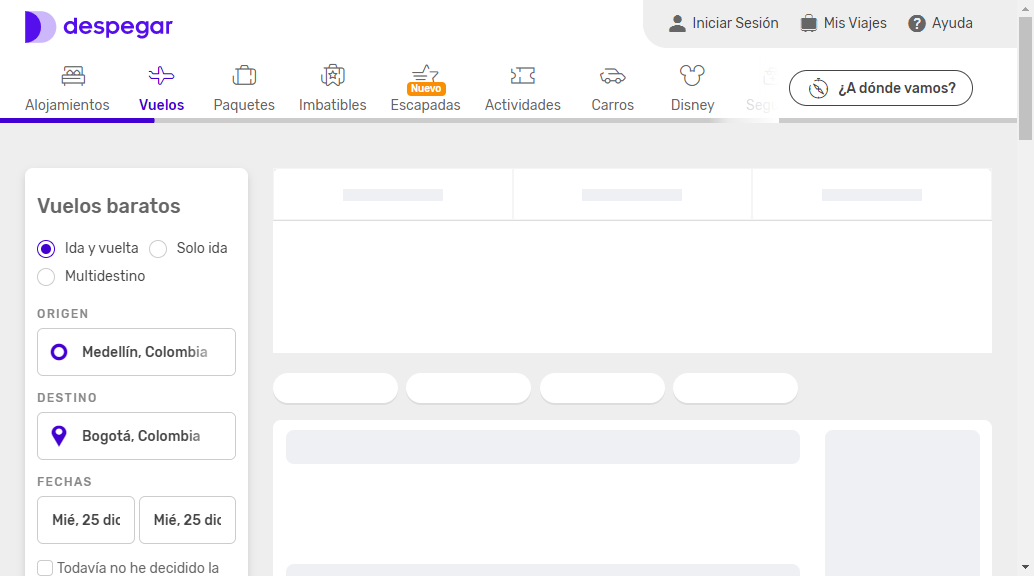 despegar
Iniciar Sesión
Mis Viajes
Ayuda
Alojamientos
Vuelos
Paquetes
Imbatibles
Nuevo
Escapadas
Actividades
Carros
Disney
Seg
¿A dónde vamos?
Vuelos baratos
Ida y vuelta
Solo ida
Multidestino
ORIGEN
Medellín, Colombia
DESTINO
Bogotá, Colombia
FECHAS
Mié, 25 dic
Mié, 25 dic
Todavía no he decidido la